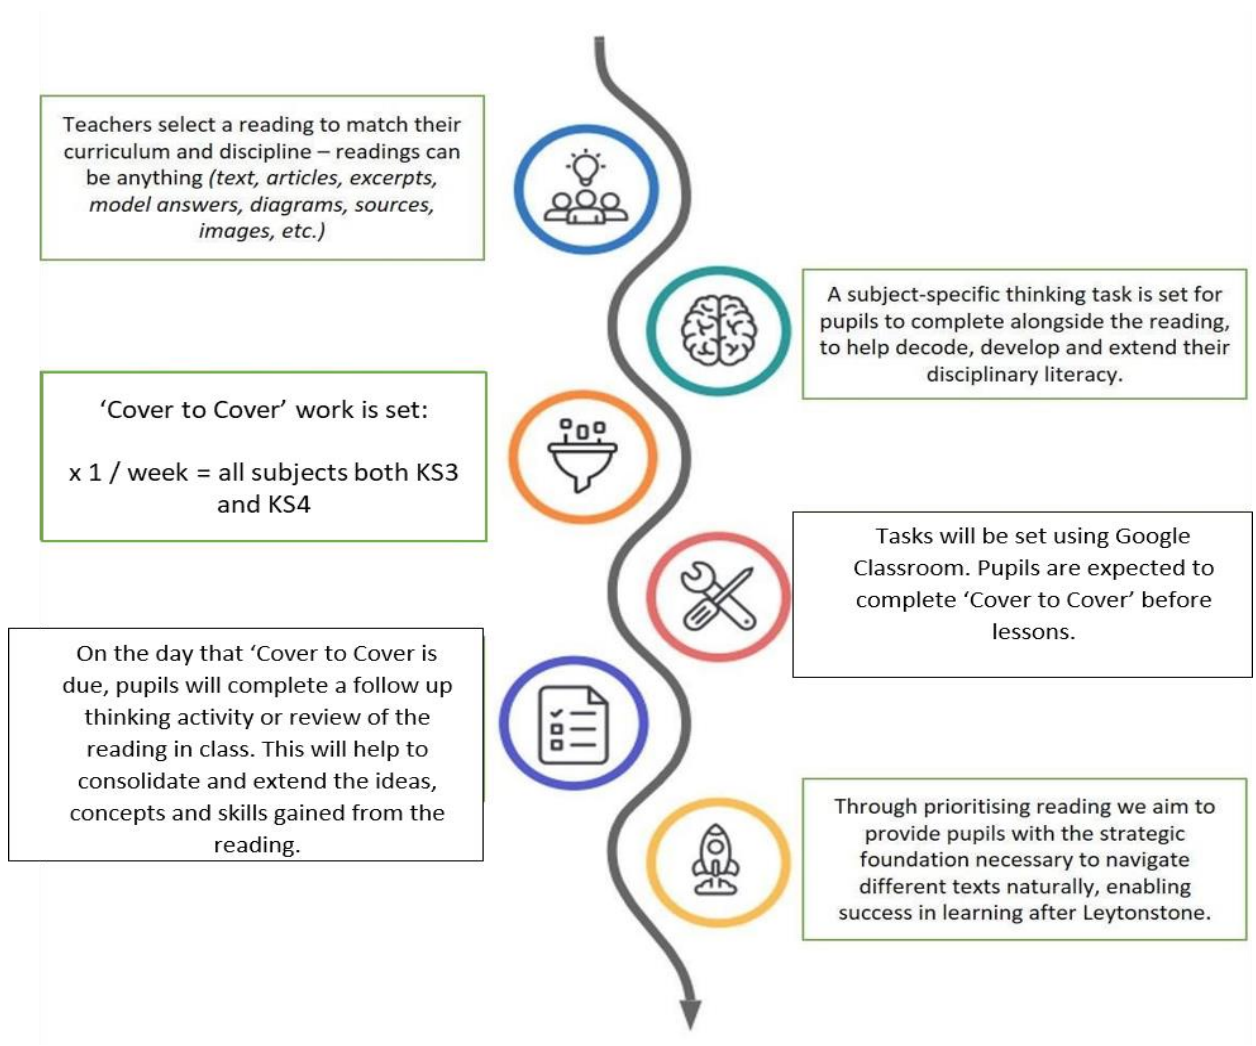 Teachers select a reading to match their
curriculum and discipline – readings can
be anything (text, articles, excerpts,
model answers, diagrams, sources,
images, etc.)
A subject-specific thinking task is set for
pupils to complete alongside the reading,
to help decode, develop and extend their
disciplinary literacy.
‘Cover to Cover’ work is set:
x 1 / week = all subjects both KS3
and KS4
Tasks will be set using Google
Classroom. Pupils are expected to
complete ‘Cover to Cover’ before
lessons.
On the day that ‘Cover to Cover is
due, pupils will complete a follow up
thinking activity or review of the
reading in class. This will help to
consolidate and extend the ideas,
concepts and skills gained from the
reading.
Through prioritising reading we aim to
provide pupils with the strategic
foundation necessary to navigate
different texts naturally, enabling
success in learning after Leytonstone.